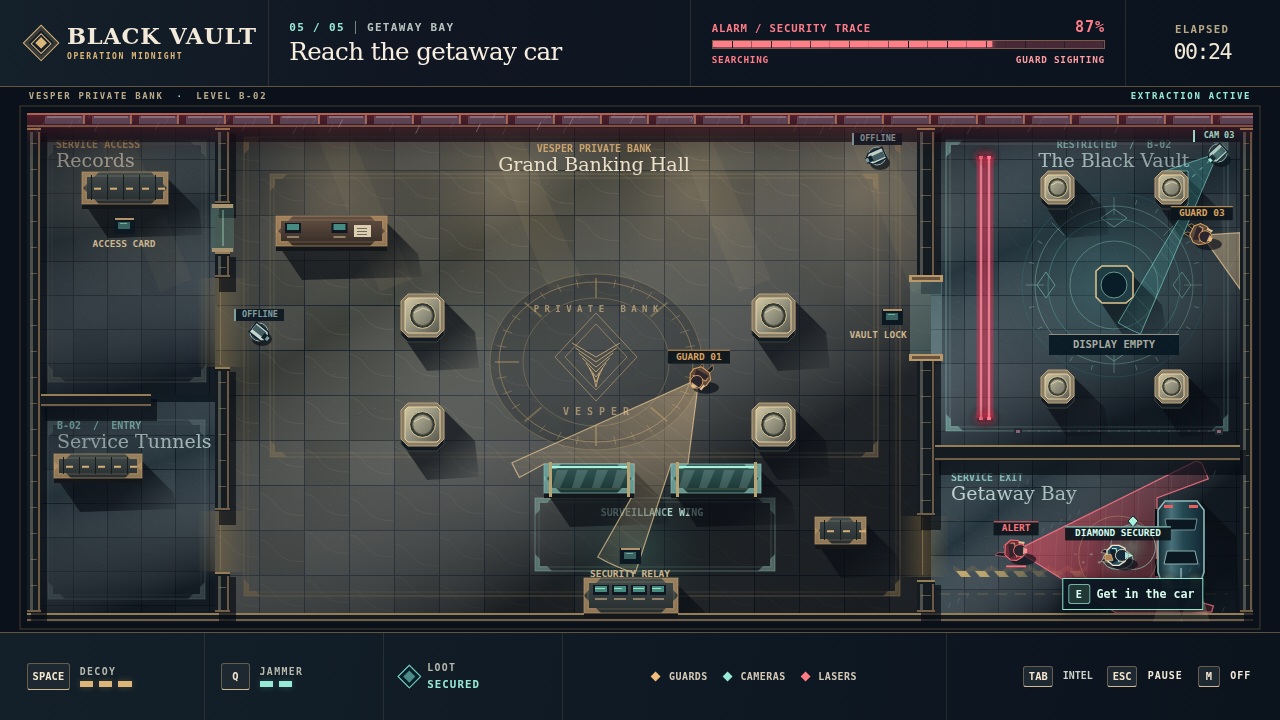 BLACK VAULT
OPERATION MIDNIGHT
05 / 05 | GETAWAY BAY
Reach the getaway car
ALARM / SECURITY TRACE 87%
SEARCHING GUARD SIGHTING
ELAPSED
00:24
VESPER PRIVATE BANK · LEVEL B-02
EXTRACTION ACTIVE
SERVICE ACCESS
Records
ACCESS CARD
OFFLINE
B-02 / ENTRY
Service Tunnels
VESPER PRIVATE BANK
Grand Banking Hall
OFFLINE
PRIVATE BANK
VESPER
GUARD 01
VAULT LOCK
SURVEILLANCE WING
SECURITY RELAY
CAM 03
RESTRICTED / B-02
The Black Vault
GUARD 03
DISPLAY EMPTY
SERVICE EXIT
Getaway Bay
ALERT
DIAMOND SECURED
E Get in the car
SPACE DECOY
Q JAMMER
LOOT
SECURED
GUARDS CAMERAS LASERS
TAB INTEL ESC PAUSE M OFF